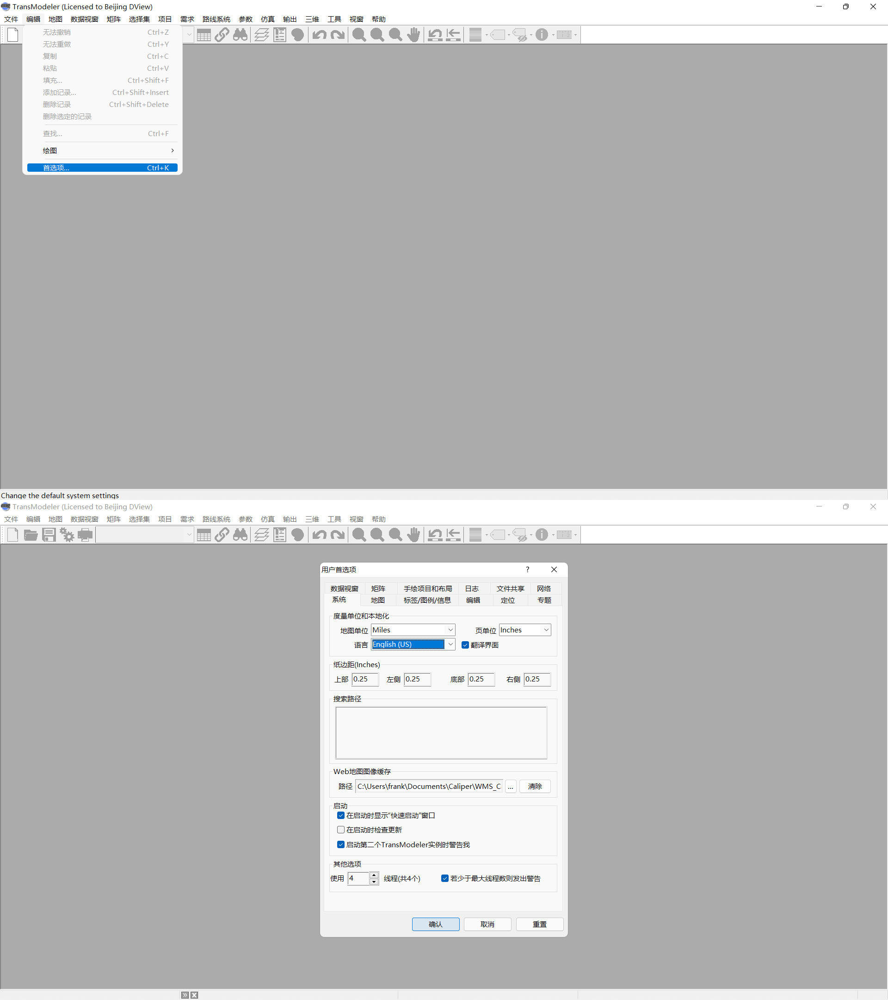 TransModeler (Licensed to Beijing DView)
文件 编辑 地图 数据视窗 矩阵 选择集 项目 需求 路线系统 参数 仿真 输出 三维 工具 视窗 帮助
无法撤销 Ctrl+Z
无法重做 Ctrl+Y
复制 Ctrl+C
粘贴 Ctrl+V
填充... Ctrl+Shift+F
添加记录... Ctrl+Shift+Insert
删除记录 Ctrl+Shift+Delete
删除选定的记录
查找... Ctrl+F
绘图
首选项... Ctrl+K
Change the default system settings
TransModeler (Licensed to Beijing DView)
文件 编辑 地图 数据视窗 矩阵 选择集 项目 需求 路线系统 参数 仿真 输出 三维 工具 视窗 帮助
用户首选项 ?
数据视窗 矩阵 手绘项目和布局 日志 文件共享 网络
系统 地图 标签/图例/信息 编辑 定位 专题
度量单位和本地化
地图单位 Miles 页单位 Inches
语言 English (US) 翻译界面
纸边距(Inches)
上部 0.25 左侧 0.25 底部 0.25 右侧 0.25
搜索路径
Web地图图像缓存
路径 C:\Users\frank\Documents\Caliper\WMS_C ... 清除
启动
在启动时显示“快速启动”窗口
在启动时检查更新
启动第二个TransModeler实例时警告我
其他选项
使用 4 线程(共4个) 若少于最大线程数则发出警告
确认 取消 重置